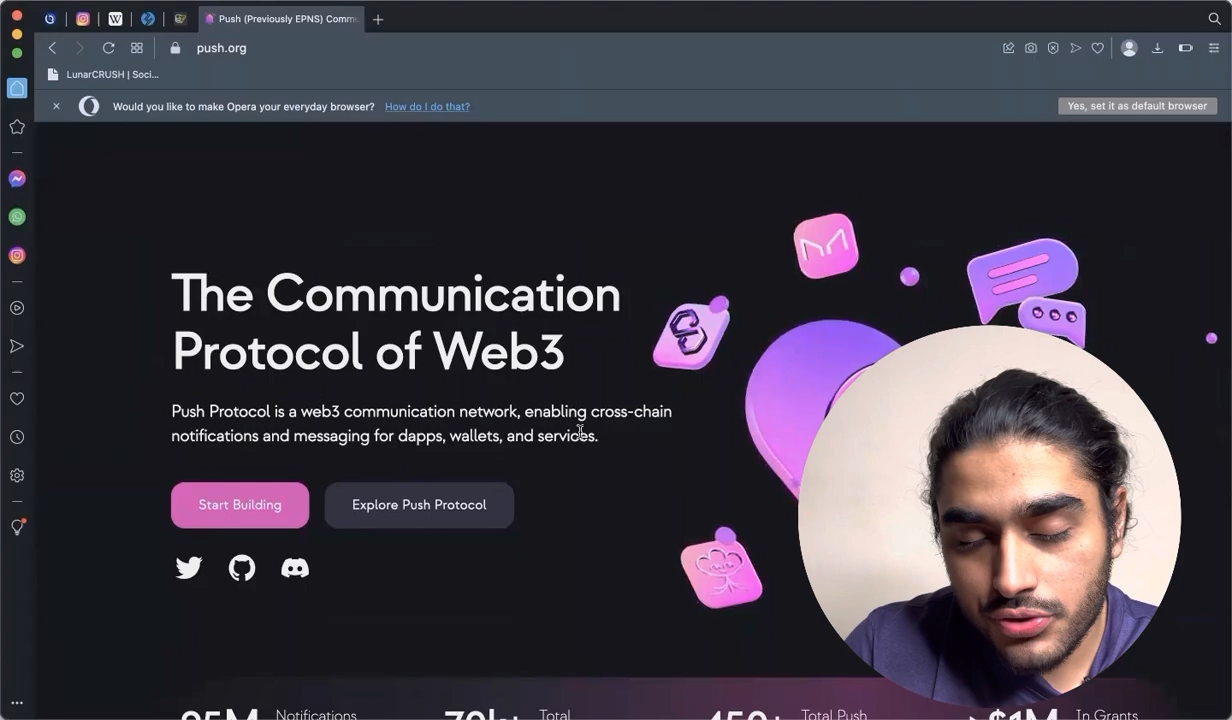 Push (Previously EPNS) Commu
push.org
LunarCRUSH | Soci...
Would you like to make Opera your everyday browser? How do I do that?
Yes, set it as default browser
The Communication
Protocol of Web3
Push Protocol is a web3 communication network, enabling cross-chain
notifications and messaging for dapps, wallets, and services.
Start Building
Explore Push Protocol
Notifications
Total
Total Push
In Grants